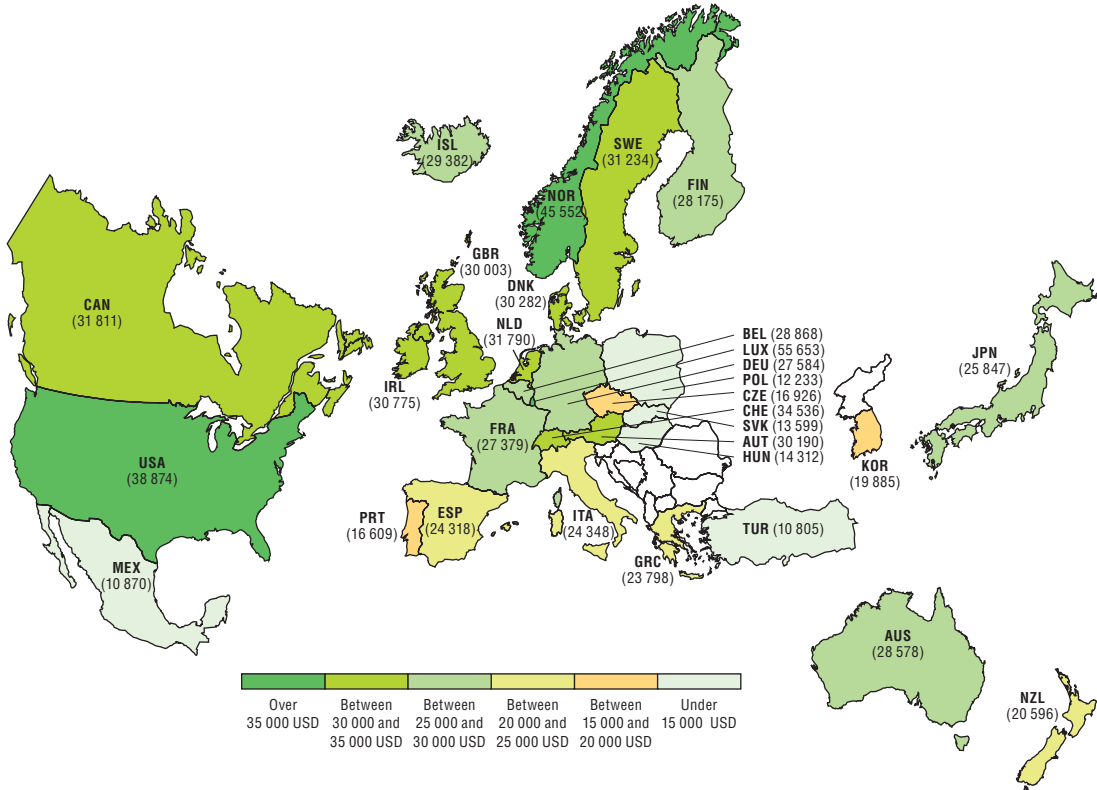 ISL
(29 382)
SWE
(31 234)
FIN
(28 175)
NOR
(45 552)
GBR
(30 003)
DNK
(30 282)
NLD
(31 790)
CAN
(31 811)
IRL
(30 775)
BEL (28 868)
LUX (55 653)
DEU (27 584)
POL (12 233)
CZE (16 926)
CHE (34 536)
SVK (13 599)
AUT (30 190)
HUN (14 312)
JPN
(25 847)
FRA
(27 379)
USA
(38 874)
KOR
(19 885)
PRT
(16 609)
ESP
(24 318)
ITA
(24 348)
GRC
(23 798)
TUR (10 805)
MEX
(10 870)
AUS
(28 578)
NZL
(20 596)
Over
35 000 USD
Between
30 000 and
35 000 USD
Between
25 000 and
30 000 USD
Between
20 000 and
25 000 USD
Between
15 000 and
20 000 USD
Under
15 000 USD